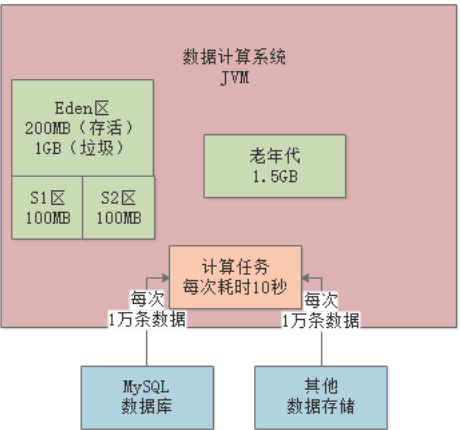 数据计算系统
JVM
Eden区
200MB（存活）
1GB（垃圾）
S1区
100MB
S2区
100MB
老年代
1.5GB
计算任务
每次耗时10秒
每次
1万条数据
每次
1万条数据
MySQL
数据库
其他
数据存储